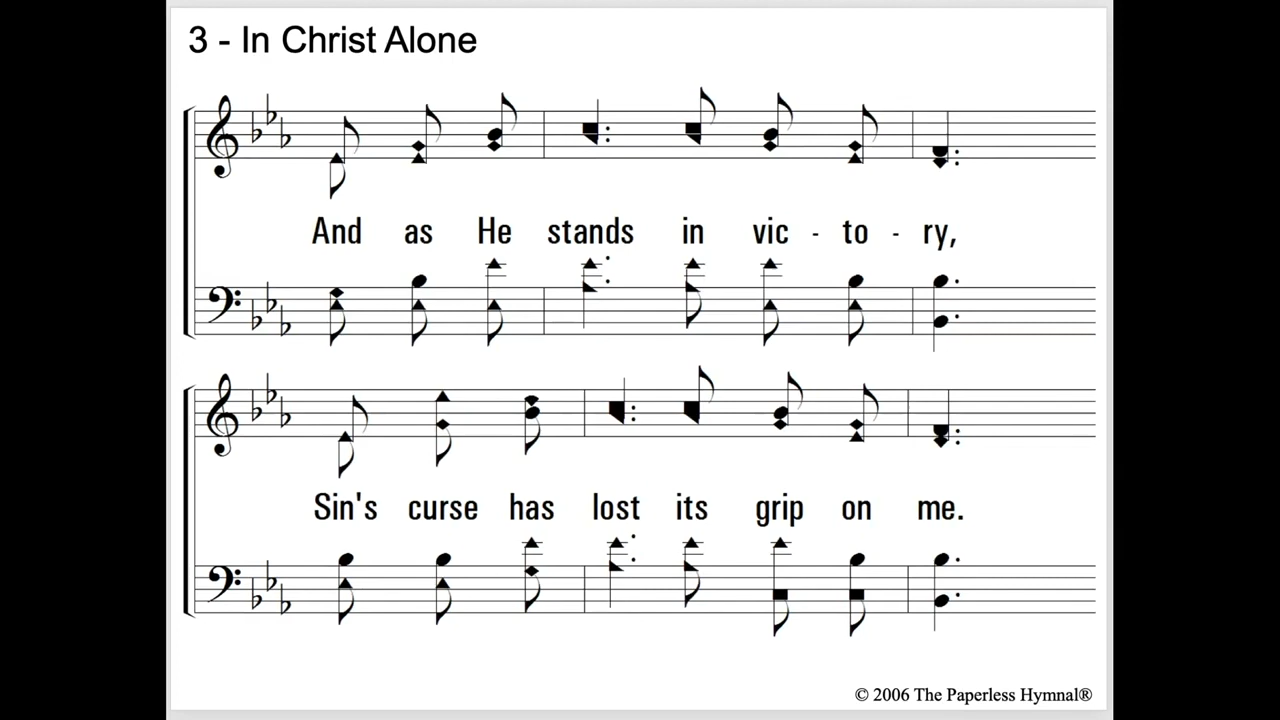 3 - In Christ Alone
And as He stands in vic - to - ry,
Sin's curse has lost its grip on me.
© 2006 The Paperless Hymnal®